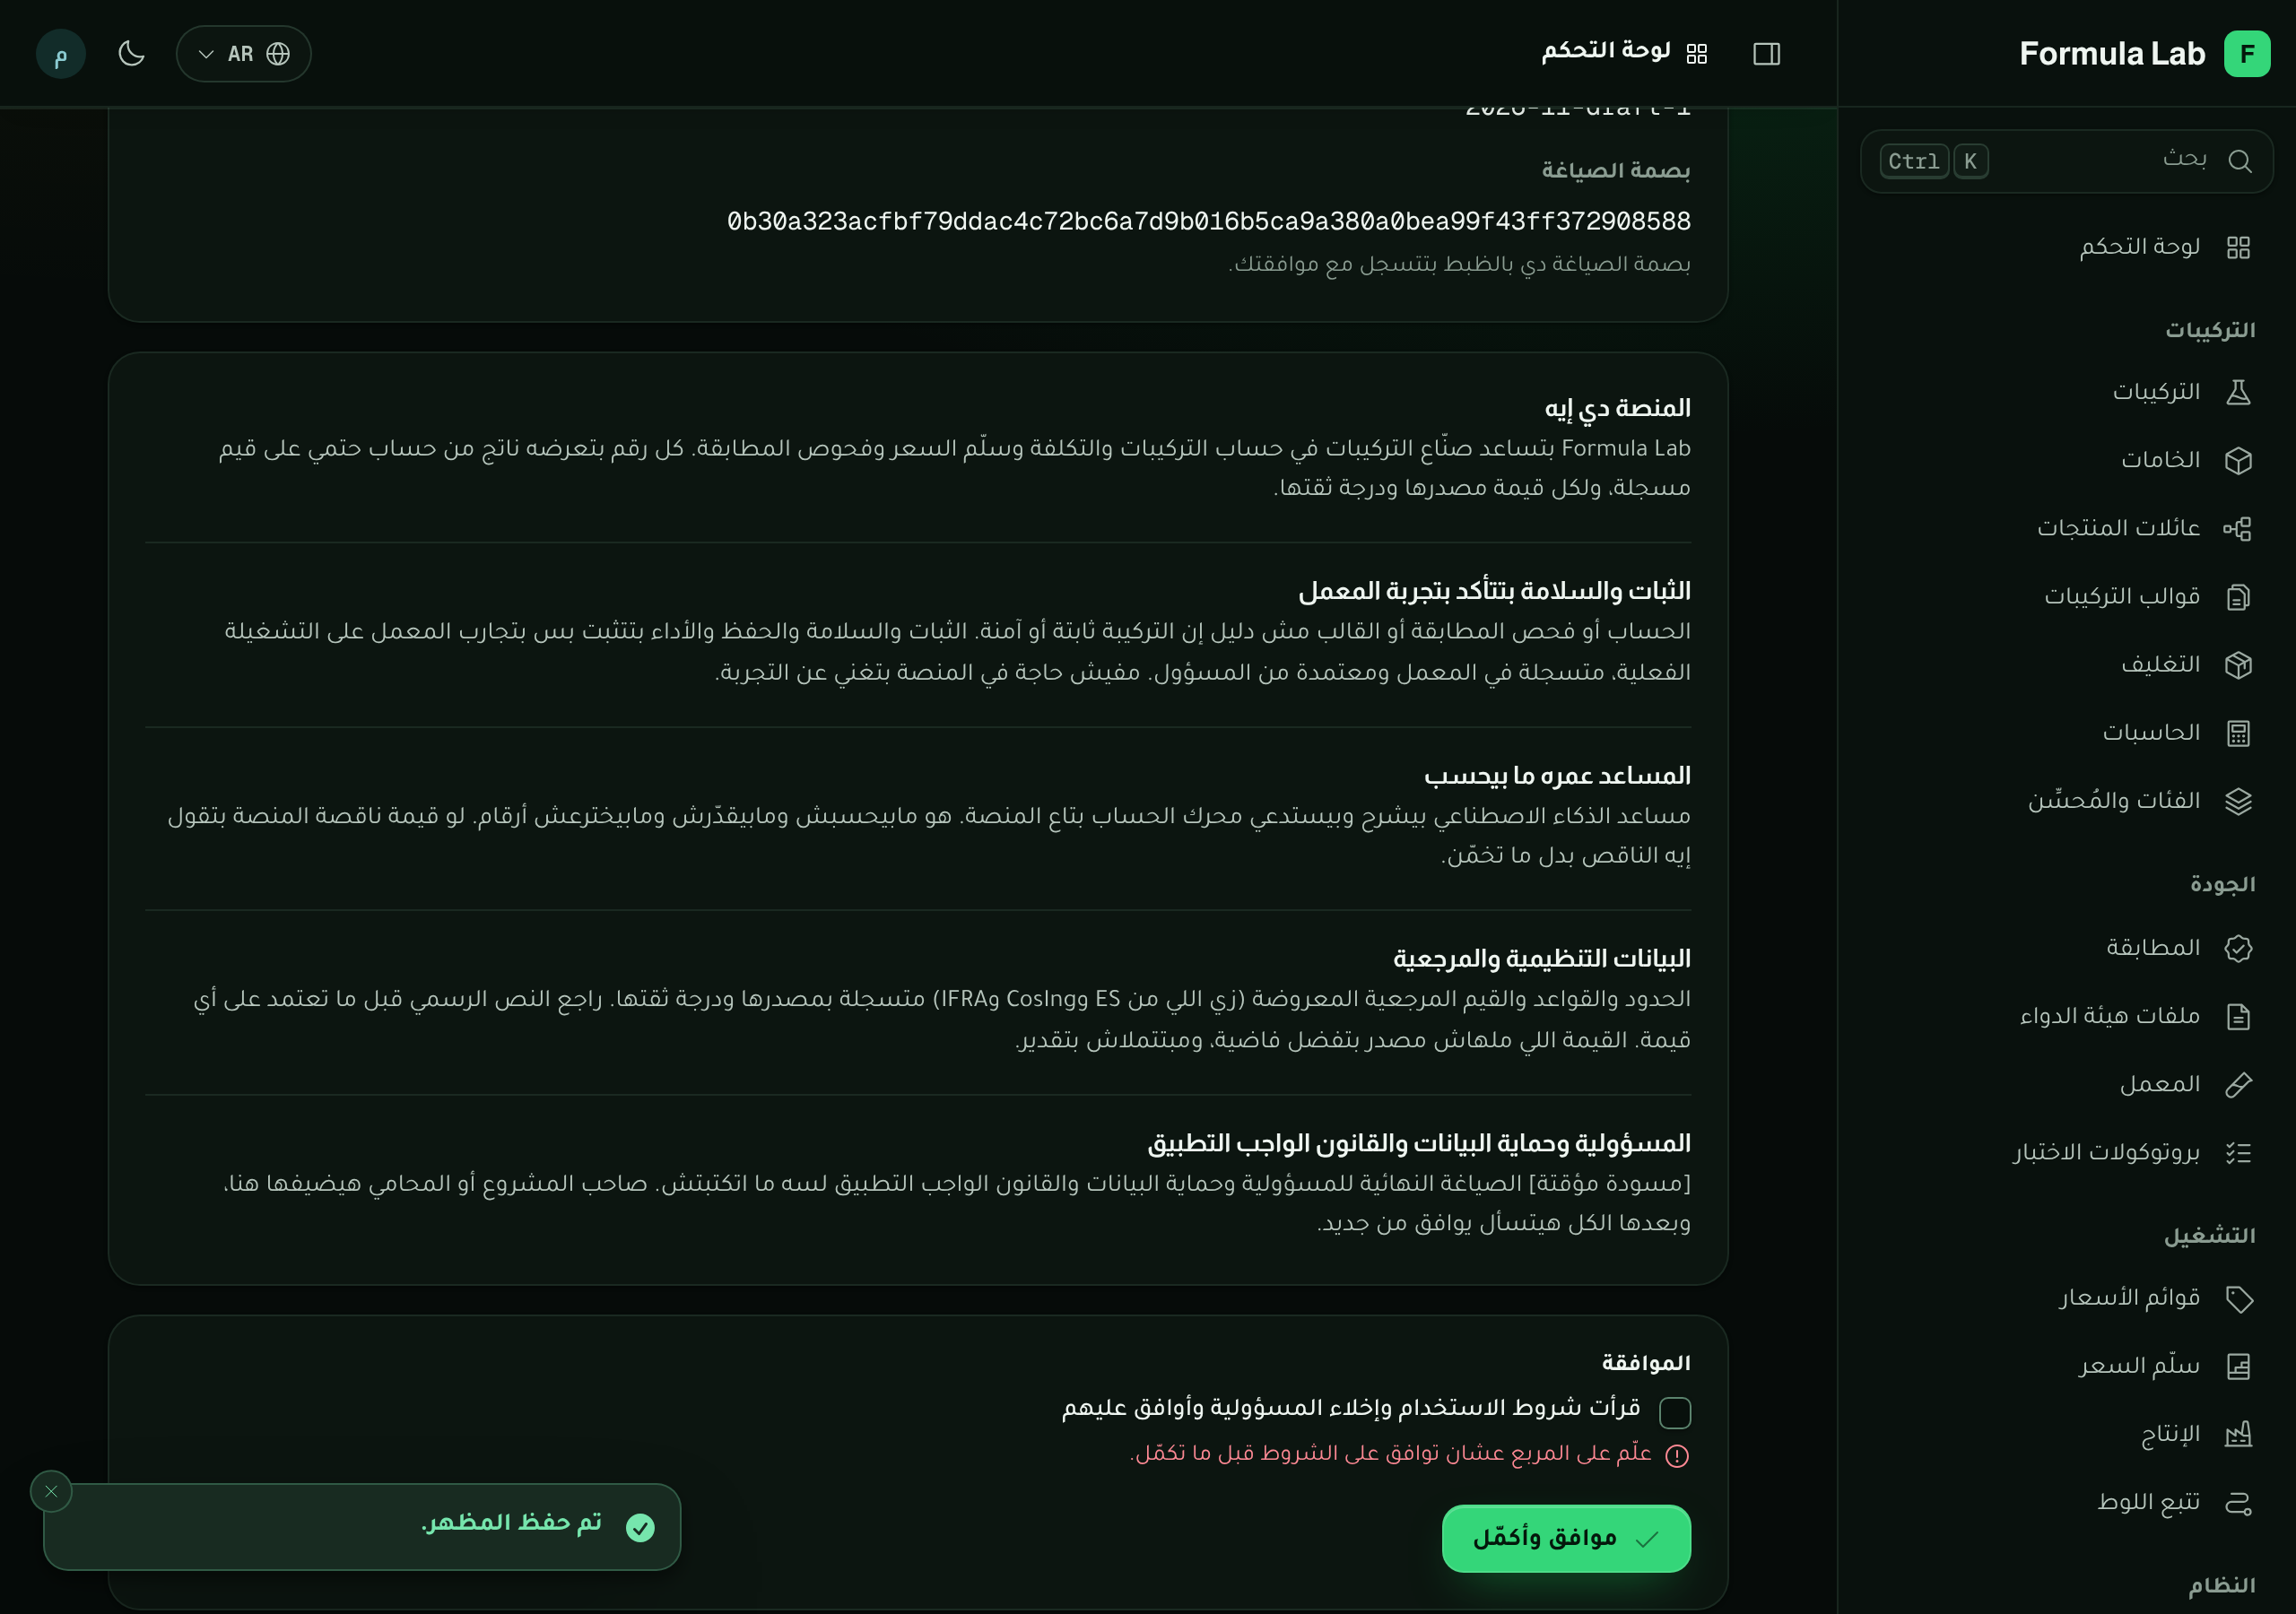 Formula Lab
F
لوحة التحكم
AR
م
بحث
Ctrl K
لوحة التحكم
التركيبات
التركيبات
الخامات
عائلات المنتجات
قوالب التركيبات
التغليف
الحاسبات
الفئات والمُحسِّن
الجودة
المطابقة
ملفات هيئة الدواء
المعمل
بروتوكولات الاختبار
التشغيل
قوائم الأسعار
سلّم السعر
الإنتاج
تتبع اللوط
النظام
2026-11-draft-1
بصمة الصياغة
0b30a323acfbf79ddac4c72bc6a7d9b016b5ca9a380a0bea99f43ff372908588
بصمة الصياغة دي بالظبط بتتسجل مع موافقتك.
المنصة دي إيه
Formula Lab بتساعد صنّاع التركيبات في حساب التركيبات والتكلفة وسلّم السعر وفحوص المطابقة. كل رقم بتعرضه ناتج من حساب حتمي على قيم
مسجلة، ولكل قيمة مصدرها ودرجة ثقتها.
الثبات والسلامة بتتأكد بتجربة المعمل
الحساب أو فحص المطابقة أو القالب مش دليل إن التركيبة ثابتة أو آمنة. الثبات والسلامة والحفظ والأداء بتتثبت بس بتجارب المعمل على التشغيلة
الفعلية، متسجلة في المعمل ومعتمدة من المسؤول. مفيش حاجة في المنصة بتغني عن التجربة.
المساعد عمره ما بيحسب
مساعد الذكاء الاصطناعي بيشرح وبيستدعي محرك الحساب بتاع المنصة. هو مابيحسبش ومابيقدّرش ومابيخترعش أرقام. لو قيمة ناقصة المنصة بتقول
إيه الناقص بدل ما تخمّن.
البيانات التنظيمية والمرجعية
الحدود والقواعد والقيم المرجعية المعروضة (زي اللي من ES وCosIng وIFRA) متسجلة بمصدرها ودرجة ثقتها. راجع النص الرسمي قبل ما تعتمد على أي
قيمة. القيمة اللي ملهاش مصدر بتفضل فاضية، ومبتتملاش بتقدير.
المسؤولية وحماية البيانات والقانون الواجب التطبيق
[مسودة مؤقتة] الصياغة النهائية للمسؤولية وحماية البيانات والقانون الواجب التطبيق لسه ما اتكتبتش. صاحب المشروع أو المحامي هيضيفها هنا،
وبعدها الكل هيتسأل يوافق من جديد.
الموافقة
قرأت شروط الاستخدام وإخلاء المسؤولية وأوافق عليهم
علّم على المربع عشان توافق على الشروط قبل ما تكمّل.
موافق وأكمّل
تم حفظ المظهر.